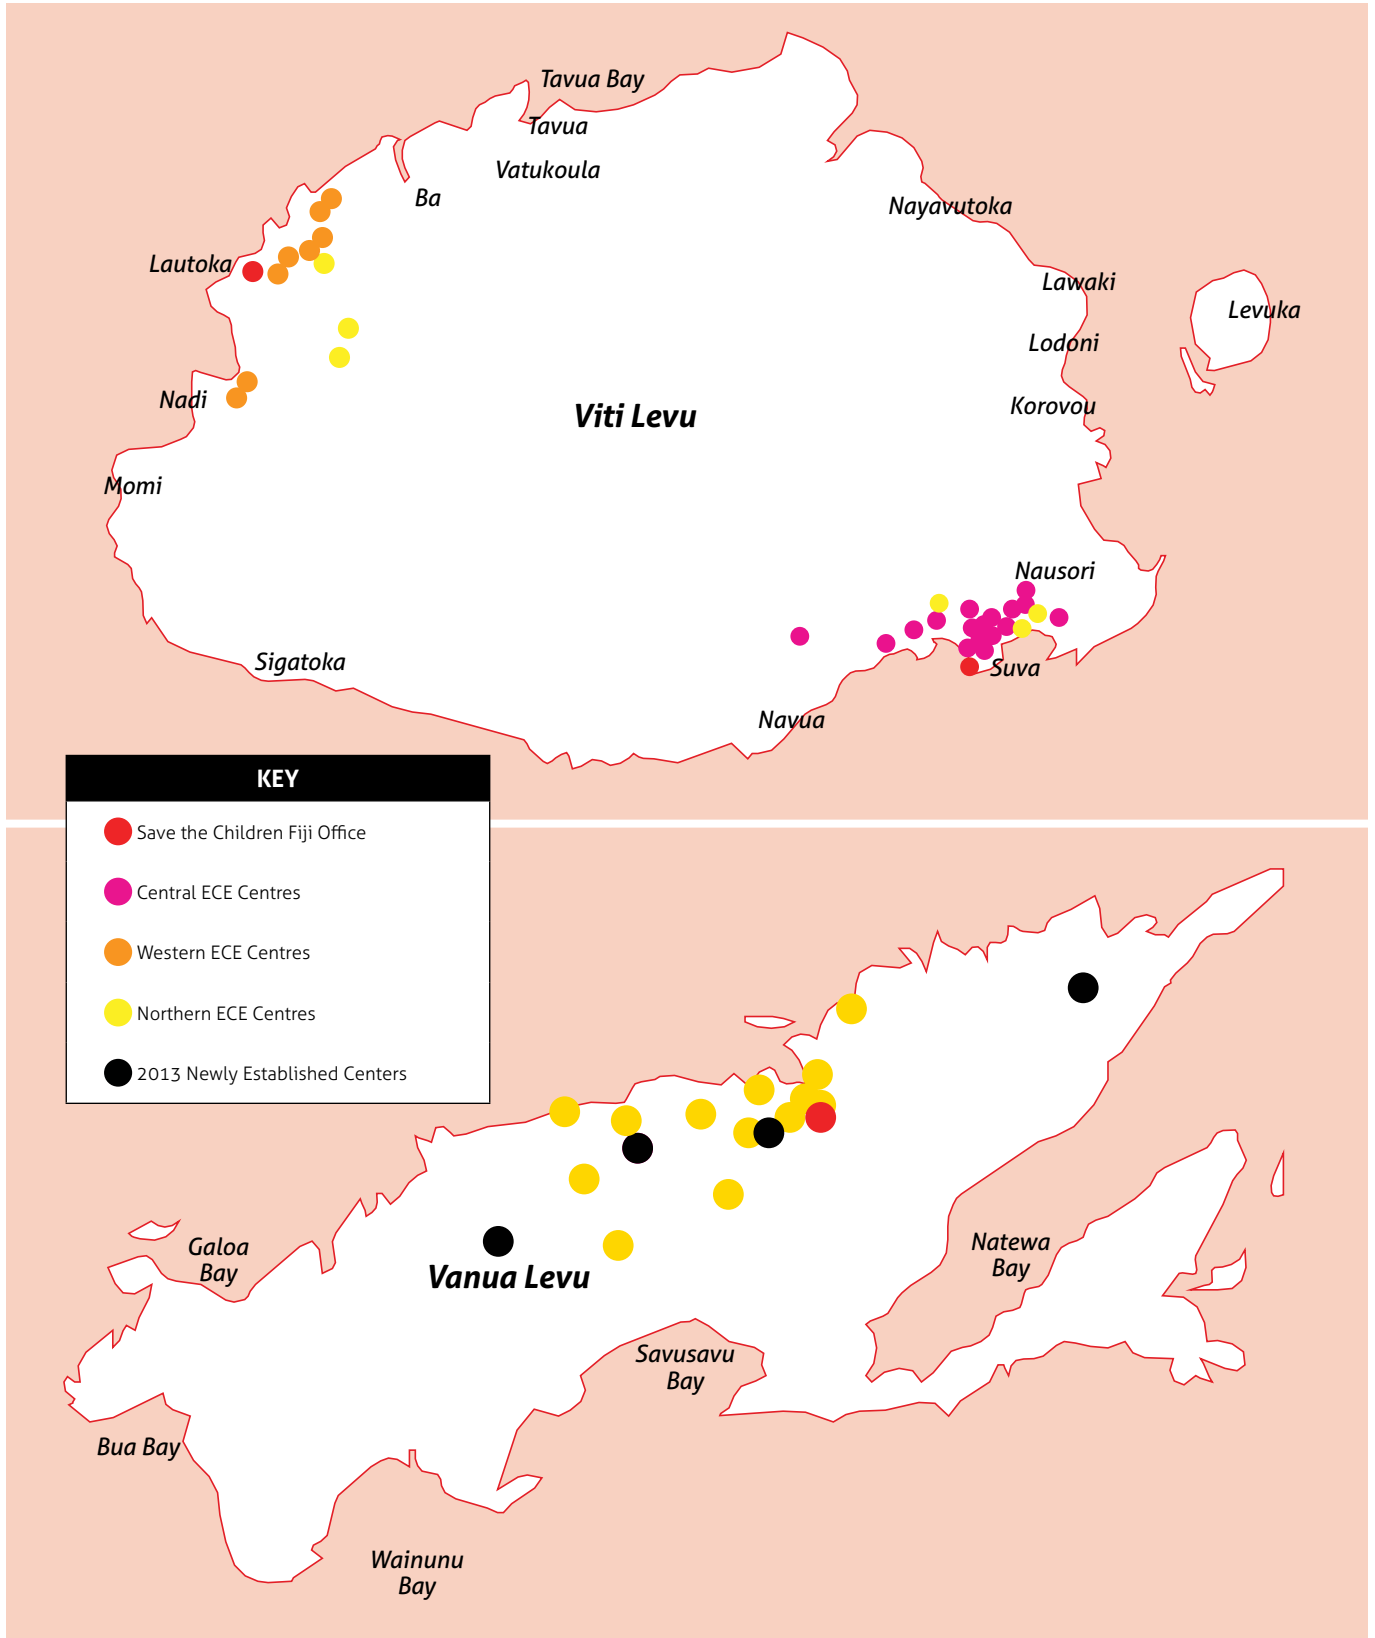 Tavua Bay
Tavua
Vatukoula
Ba
Nayavutoka
Lautoka
Lawaki
Levuka
Lodoni
Nadi
Korovou
Viti Levu
Momi
Nausori
Sigatoka
Suva
Navua
KEY
Save the Children Fiji Office
Central ECE Centres
Western ECE Centres
Northern ECE Centres
2013 Newly Established Centers
Galoa
Bay
Natewa
Bay
Vanua Levu
Savusavu
Bay
Bua Bay
Wainunu
Bay